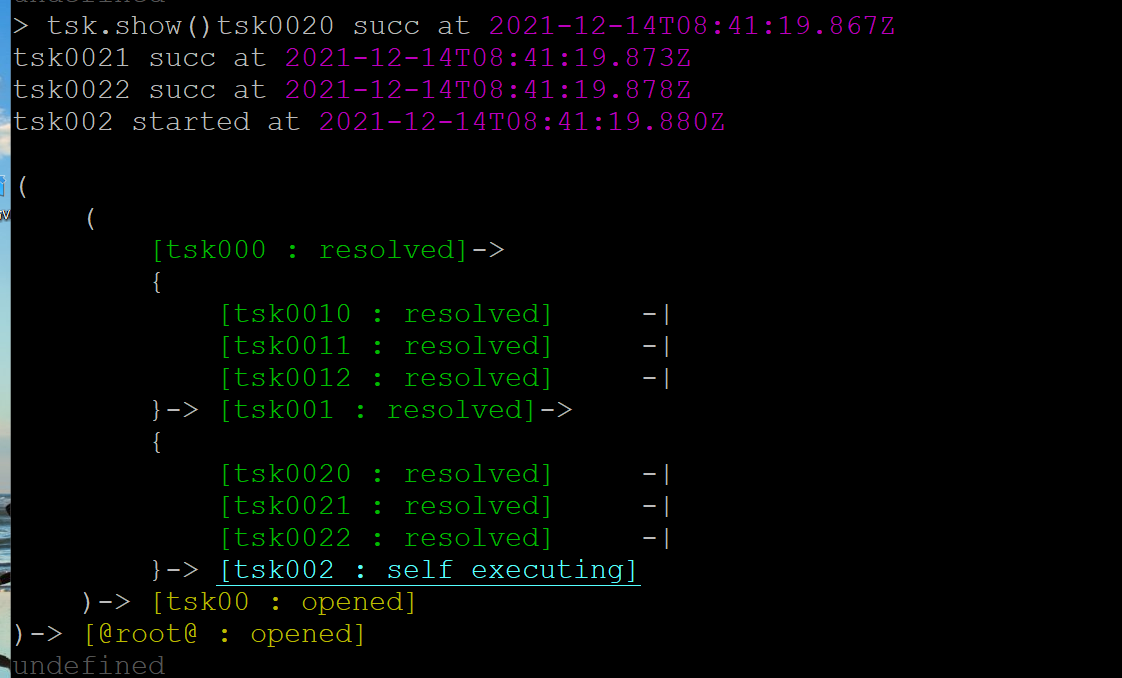 undefined
> tsk.show()tsk0020 succ at 2021-12-14T08:41:19.867Z
tsk0021 succ at 2021-12-14T08:41:19.873Z
tsk0022 succ at 2021-12-14T08:41:19.878Z
tsk002 started at 2021-12-14T08:41:19.880Z
(
(
[tsk000 : resolved]->
{
[tsk0010 : resolved] -|
[tsk0011 : resolved] -|
[tsk0012 : resolved] -|
}-> [tsk001 : resolved]->
{
[tsk0020 : resolved] -|
[tsk0021 : resolved] -|
[tsk0022 : resolved] -|
}-> [tsk002 : self executing]
)-> [tsk00 : opened]
)-> [@root@ : opened]
undefined